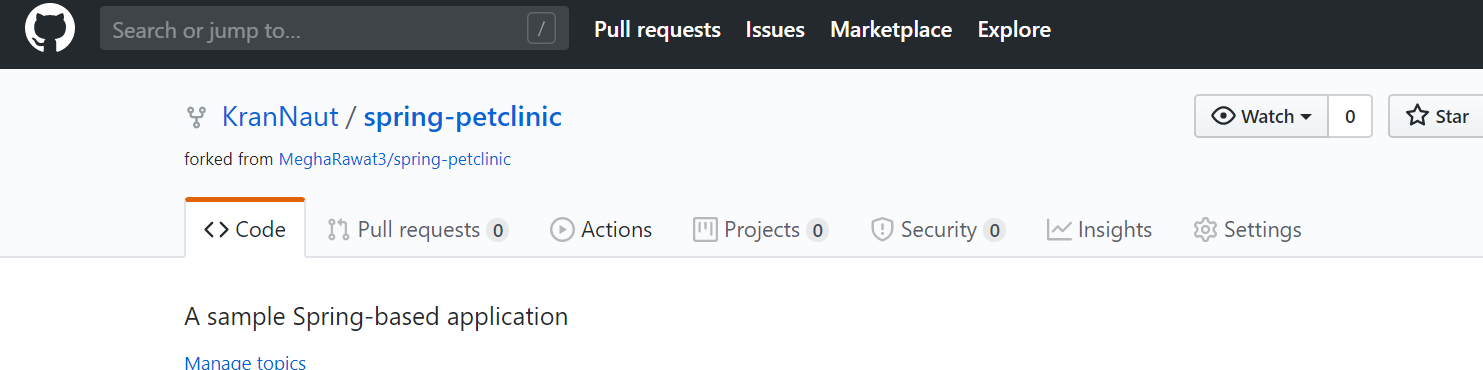 Search or jump to... /
Pull requests Issues Marketplace Explore
KranNaut / spring-petclinic
Watch 0 Star
forked from MeghaRawat3/spring-petclinic
Code Pull requests 0 Actions Projects 0 Security 0 Insights Settings
A sample Spring-based application
Manage topics